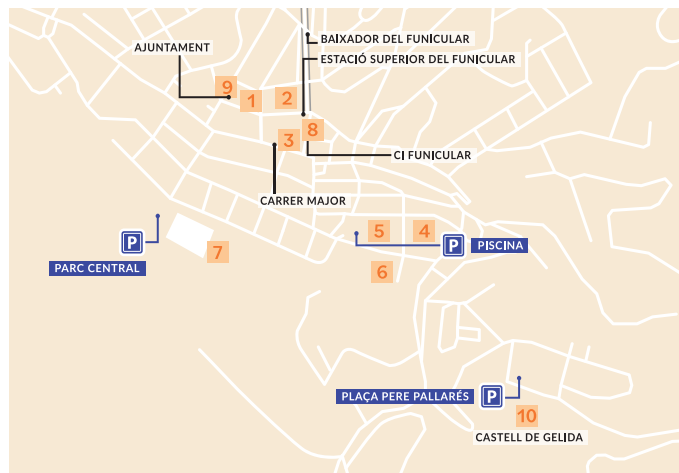 BAIXADOR DEL FUNICULAR
AJUNTAMENT
ESTACIÓ SUPERIOR DEL FUNICULAR
9
1
2
8
3
CI FUNICULAR
CARRER MAJOR
5
4
P
PISCINA
P
7
PARC CENTRAL
6
PLAÇA PERE PALLARÉS
P
10
CASTELL DE GELIDA